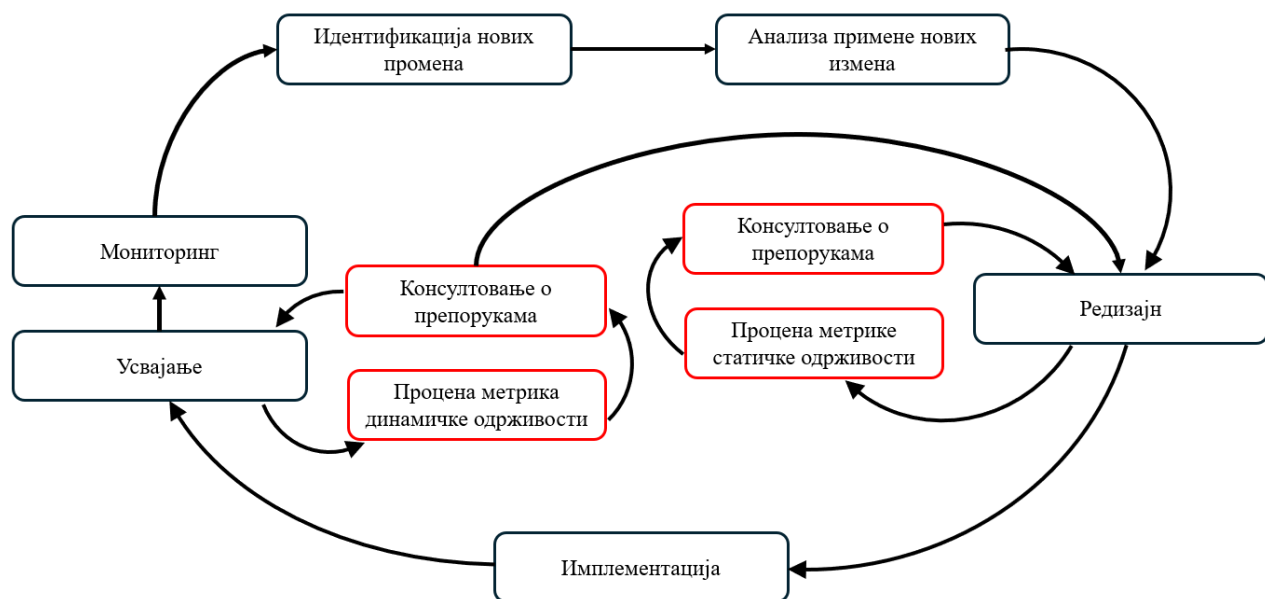 Идентификација нових
промена
Анализа примене нових
измена
Консултовање о
препорукама
Мониторинг
Консултовање о
препорукама
Редизајн
Процена метрике
статичке одрживости
Усвајање
Процена метрика
динамичке одрживости
Имплементација